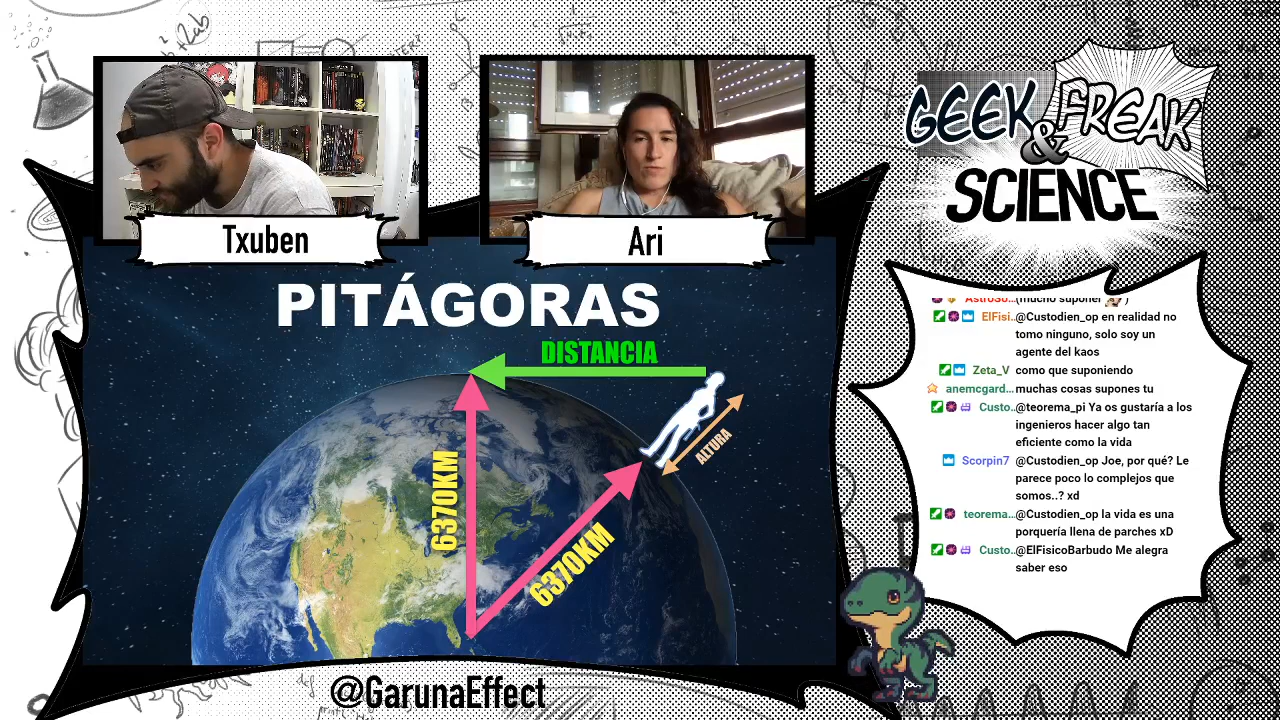 Txuben
Ari
GEEK
&
FREAK
SCIENCE
PITÁGORAS
DISTANCIA
ALTURA
6370KM
6370KM
@GarunaEffect
AstroSo... (mucho suponer )
ElFisi.. @Custodien_op en realidad no
tomo ninguno, solo soy un
agente del kaos
Zeta_V como que suponiendo
anemcgard... muchas cosas supones tu
Custo.. @teorema_pi Ya os gustaría a los
ingenieros hacer algo tan
eficiente como la vida
Scorpin7 @Custodien_op Joe, por qué? Le
parece poco lo complejos que
somos..? xd
teorema... @Custodien_op la vida es una
porquería llena de parches xD
Custo.. @ElFisicoBarbudo Me alegra
saber eso